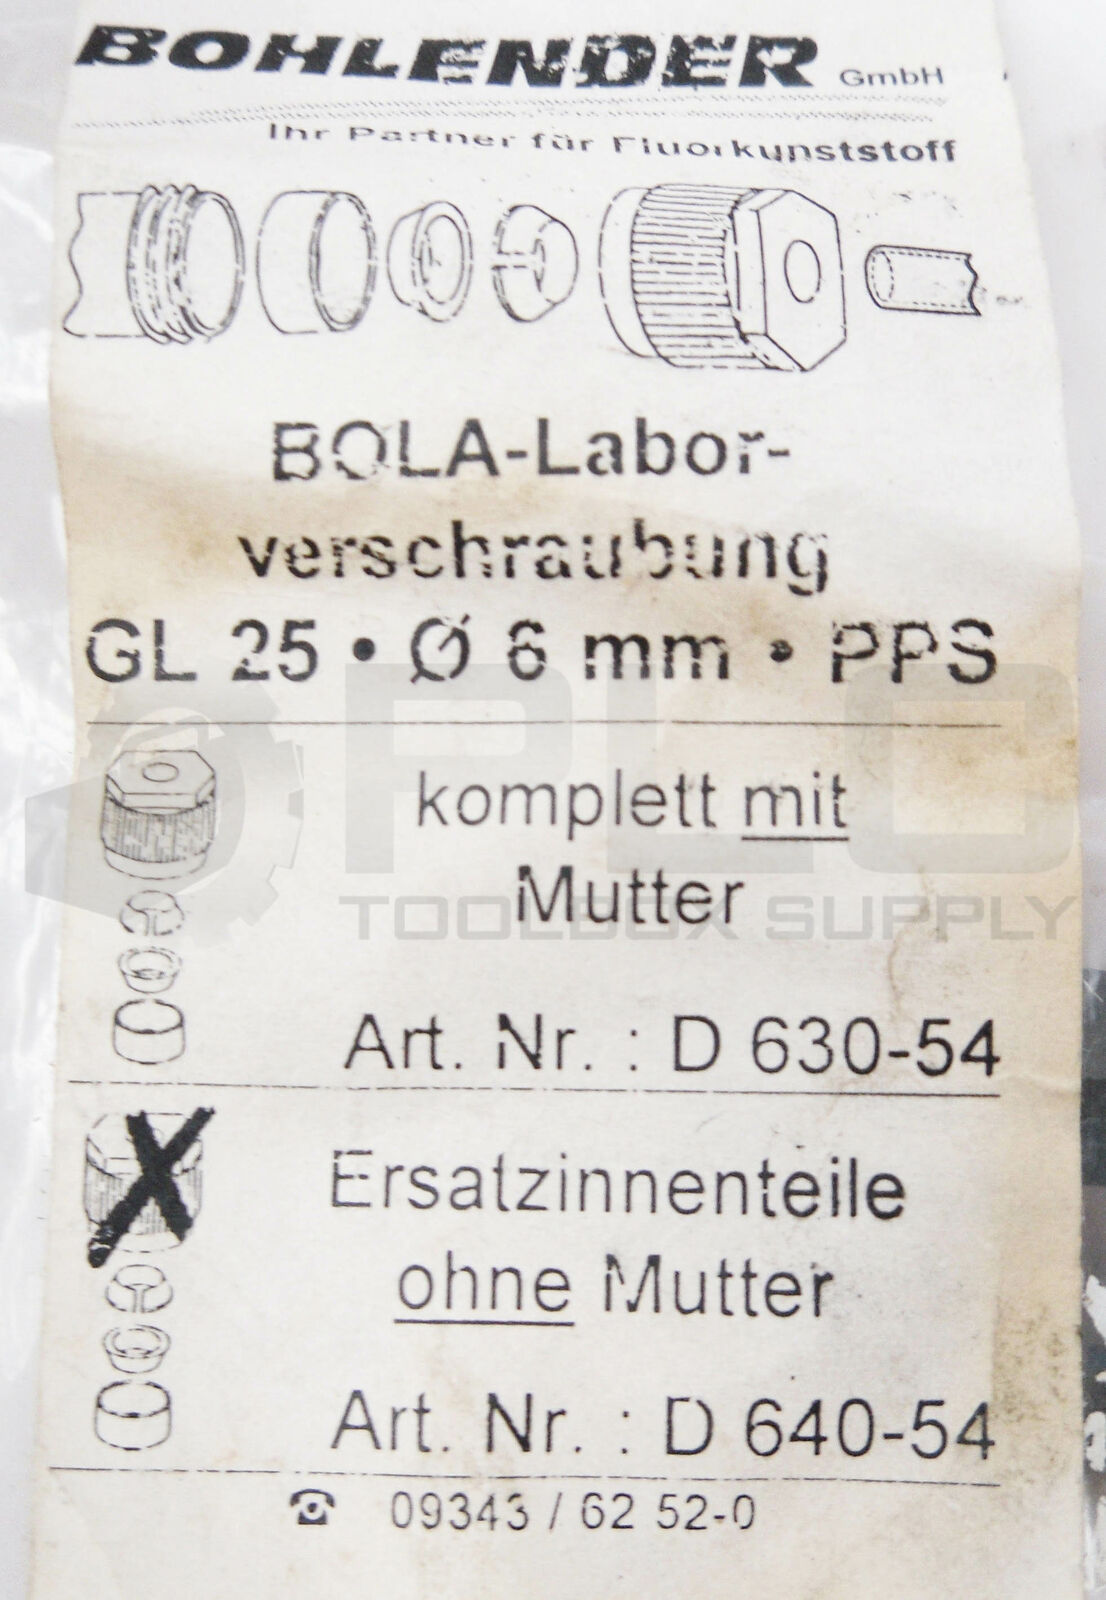 BOHLENDER GmbH
Ihr Partner für Fluorkunststoff
BOLA-Labor-
verschraubung
GL 25 • Ø 6 mm • PPS
komplett mit
Mutter
PLC
TOOLBOX SUPPLY
Art. Nr. : D 630-54
Ersatzinnenteile
ohne Mutter
Art. Nr. : D 640-54
☎ 09343 / 62 52-0